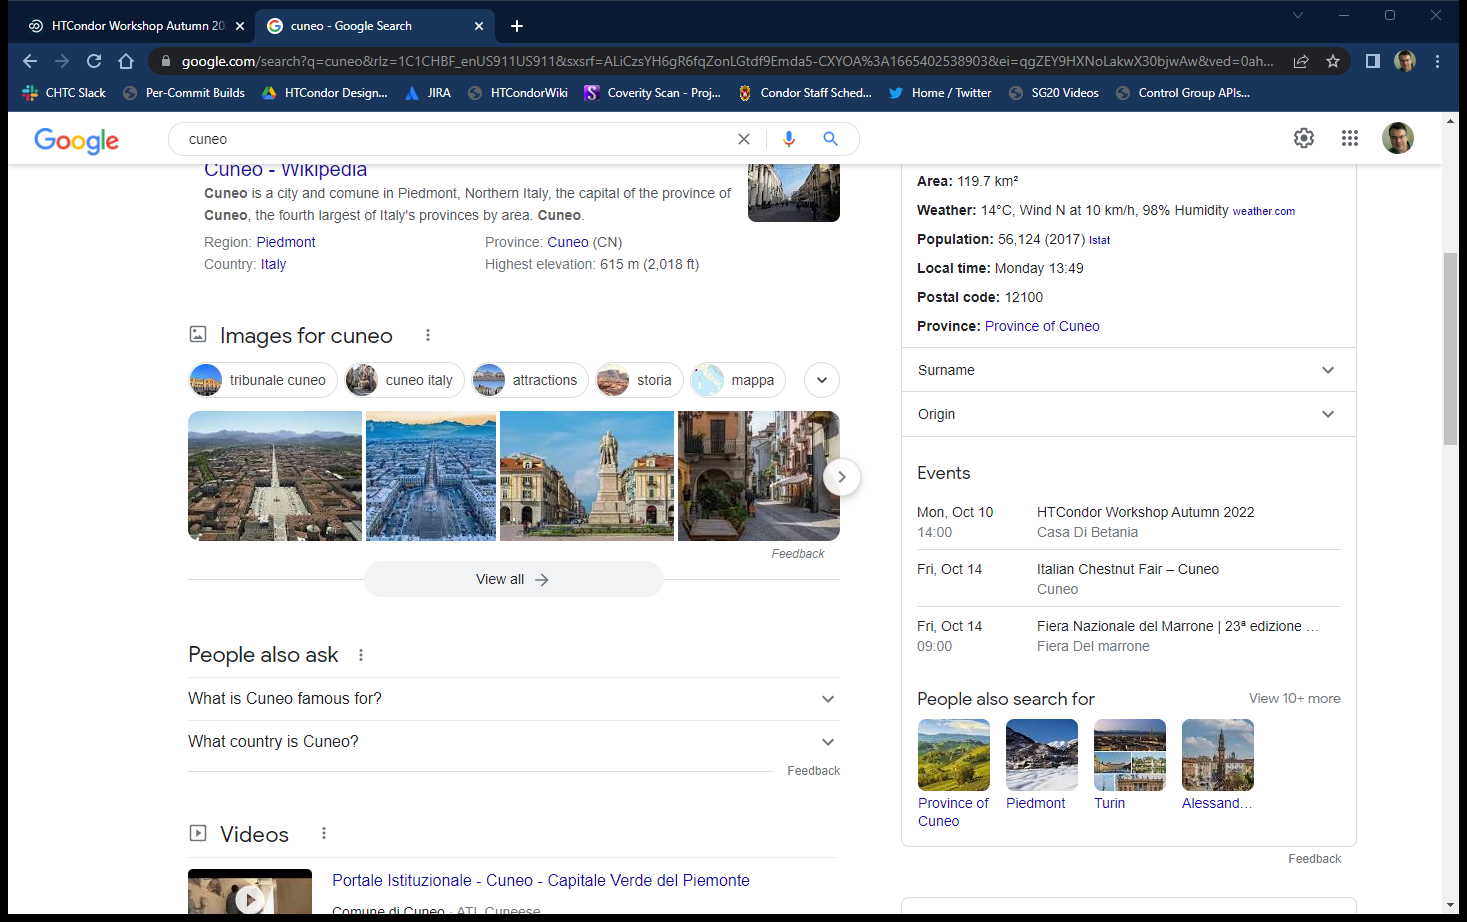 HTCondor Workshop Autumn 20
cuneo - Google Search
google.com/search?q=cuneo&rlz=1C1CHBF_enUS911US911&sxsrf=ALiCzsYH6gR6fqZonLGtdf9Emda5-CXYOA%3A1665402538903&ei=qgZEY9HXNoLakwX30bjwAw&ved=0ah...
CHTC Slack
Per-Commit Builds
HTCondor Design...
JIRA
HTCondorWiki
Coverity Scan - Proj...
Condor Staff Sched...
Home / Twitter
SG20 Videos
Control Group APIs...
Google
cuneo
Cuneo - Wikipedia
Cuneo is a city and comune in Piedmont, Northern Italy, the capital of the province of
Cuneo, the fourth largest of Italy's provinces by area. Cuneo.
Region: Piedmont
Province: Cuneo (CN)
Country: Italy
Highest elevation: 615 m (2,018 ft)
Images for cuneo
tribunale cuneo
cuneo italy
attractions
storia
mappa
Feedback
View all
People also ask
What is Cuneo famous for?
What country is Cuneo?
Feedback
Videos
Portale Istituzionale - Cuneo - Capitale Verde del Piemonte
Comune di Cuneo · ATL Cuneese
Area: 119.7 km²
Weather: 14°C, Wind N at 10 km/h, 98% Humidity weather.com
Population: 56,124 (2017) Istat
Local time: Monday 13:49
Postal code: 12100
Province: Province of Cuneo
Surname
Origin
Events
Mon, Oct 10
HTCondor Workshop Autumn 2022
14:00
Casa Di Betania
Fri, Oct 14
Italian Chestnut Fair – Cuneo
Cuneo
Fri, Oct 14
Fiera Nazionale del Marrone | 23ª edizione ...
09:00
Fiera Del marrone
People also search for
View 10+ more
Province of
Cuneo
Piedmont
Turin
Alessand...
Feedback